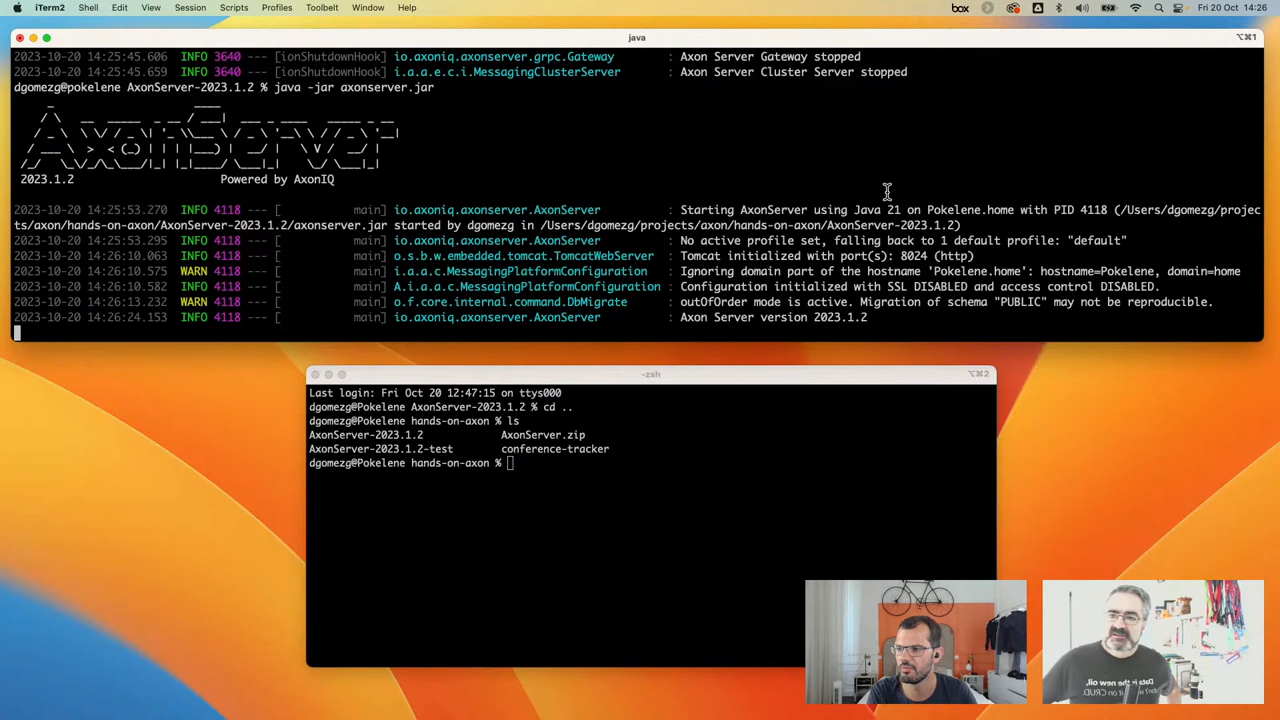 iTerm2 Shell Edit View Session Scripts Profiles Toolbelt Window Help box Fri 20 Oct 14:26
java ⌥⌘1
2023-10-20 14:25:45.606 INFO 3640 --- [ionShutdownHook] io.axoniq.axonserver.grpc.Gateway : Axon Server Gateway stopped
2023-10-20 14:25:45.659 INFO 3640 --- [ionShutdownHook] i.a.a.e.c.i.MessagingClusterServer : Axon Server Cluster Server stopped
dgomezg@pokelene AxonServer-2023.1.2 % java -jar axonserver.jar
AxonServer
2023.1.2 Powered by AxonIQ
2023-10-20 14:25:53.270 INFO 4118 --- [ main] io.axoniq.axonserver.AxonServer : Starting AxonServer using Java 21 on Pokelene.home with PID 4118 (/Users/dgomezg/projec
ts/axon/hands-on-axon/AxonServer-2023.1.2/axonserver.jar started by dgomezg in /Users/dgomezg/projects/axon/hands-on-axon/AxonServer-2023.1.2)
2023-10-20 14:25:53.295 INFO 4118 --- [ main] io.axoniq.axonserver.AxonServer : No active profile set, falling back to 1 default profile: "default"
2023-10-20 14:26:10.063 INFO 4118 --- [ main] o.s.b.w.embedded.tomcat.TomcatWebServer : Tomcat initialized with port(s): 8024 (http)
2023-10-20 14:26:10.575 WARN 4118 --- [ main] i.a.a.c.MessagingPlatformConfiguration : Ignoring domain part of the hostname 'Pokelene.home': hostname=Pokelene, domain=home
2023-10-20 14:26:10.582 INFO 4118 --- [ main] A.i.a.a.c.MessagingPlatformConfiguration : Configuration initialized with SSL DISABLED and access control DISABLED.
2023-10-20 14:26:13.232 WARN 4118 --- [ main] o.f.core.internal.command.DbMigrate : outOfOrder mode is active. Migration of schema "PUBLIC" may not be reproducible.
2023-10-20 14:26:24.153 INFO 4118 --- [ main] io.axoniq.axonserver.AxonServer : Axon Server version 2023.1.2
-zsh ⌥⌘2
Last login: Fri Oct 20 12:47:15 on ttys000
dgomezg@Pokelene AxonServer-2023.1.2 % cd ..
dgomezg@Pokelene hands-on-axon % ls
AxonServer-2023.1.2 AxonServer.zip
AxonServer-2023.1.2-test conference-tracker
dgomezg@Pokelene hands-on-axon %
Data is the new oil,
on CRUD.